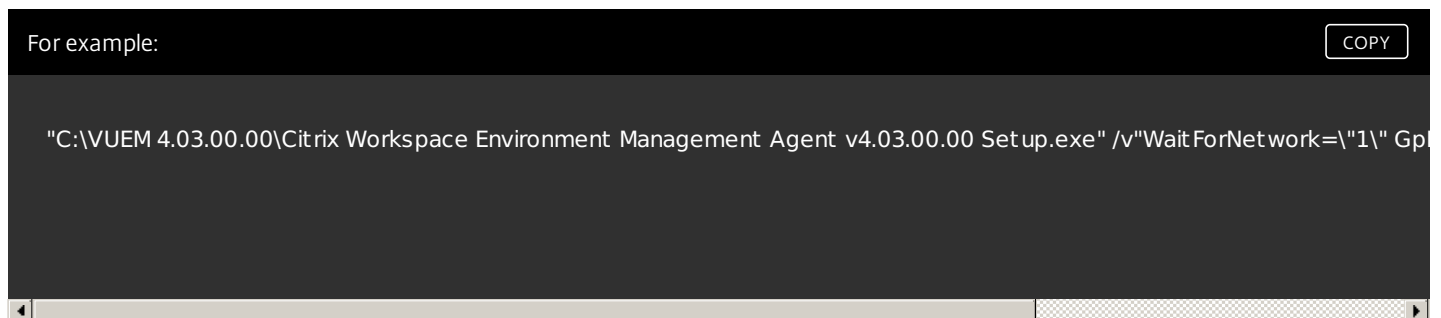 For example:
COPY
"C:\VUEM 4.03.00.00\Citrix Workspace Environment Management Agent v4.03.00.00 Setup.exe" /v"WaitForNetwork=\"1\"